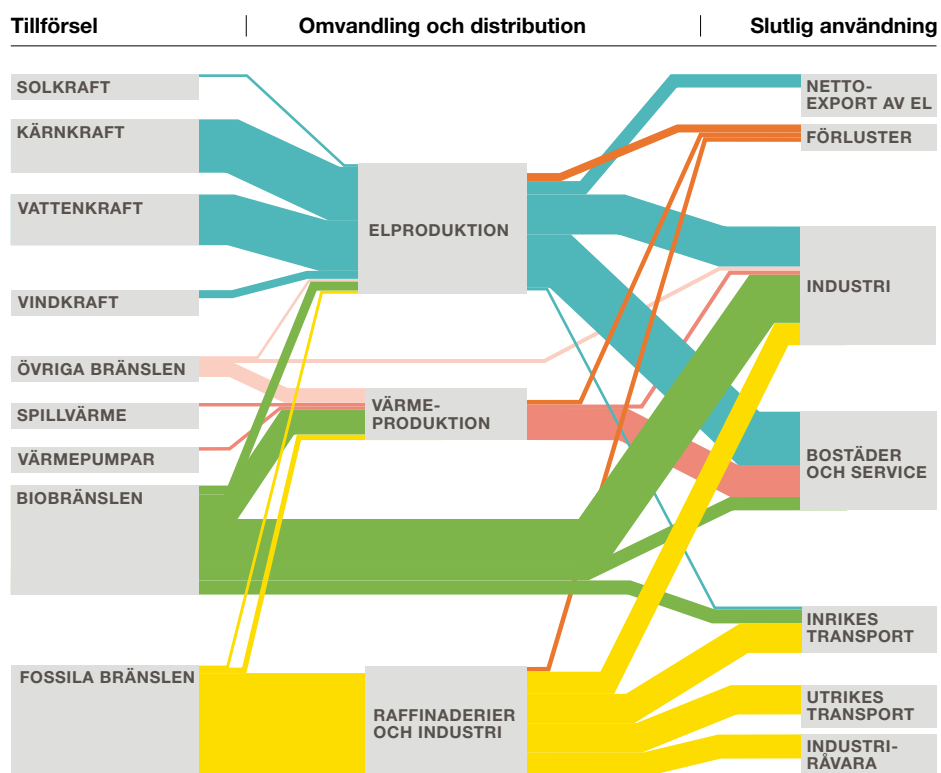 Tillförsel
Omvandling och distribution
Slutlig användning
SOLKRAFT
KÄRNKRAFT
VATTENKRAFT
VINDKRAFT
ÖVRIGA BRÄNSLEN
SPILLVÄRME
VÄRMEPUMPAR
BIOBRÄNSLEN
FOSSILA BRÄNSLEN
ELPRODUKTION
VÄRME-
PRODUKTION
RAFFINADERIER
OCH INDUSTRI
NETTO-
EXPORT AV EL
FÖRLUSTER
INDUSTRI
BOSTÄDER
OCH SERVICE
INRIKES
TRANSPORT
UTRIKES
TRANSPORT
INDUSTRI-
RÅVARA